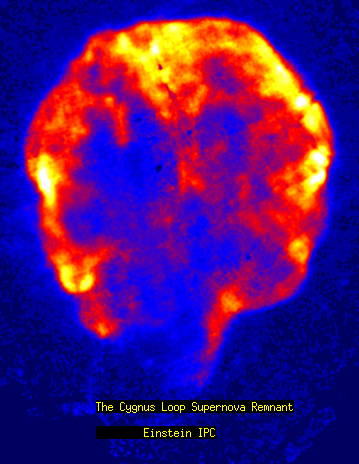 The Cygnus Loop Supernova Remnant
Einstein IPC